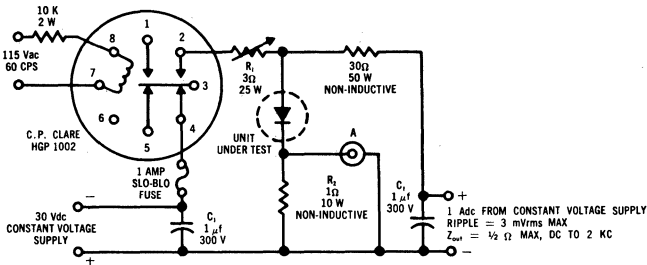 10 K
2 W
115 Vac
60 CPS
1
2
3
4
5
6
7
8
C.P. CLARE
HGP 1002
1 AMP
SLO-BLO
FUSE
R₁
3Ω
25 W
30Ω
50 W
NON-INDUCTIVE
UNIT
UNDER TEST
A
R₂
1Ω
10 W
NON-INDUCTIVE
−
30 Vdc
CONSTANT VOLTAGE
SUPPLY
+
C₁
1 μf
300 V
C₁
1 μf
300 V
+
1 Adc FROM CONSTANT VOLTAGE SUPPLY
RIPPLE = 3 mVrms MAX
Zout = ½ Ω MAX, DC TO 2 KC
−